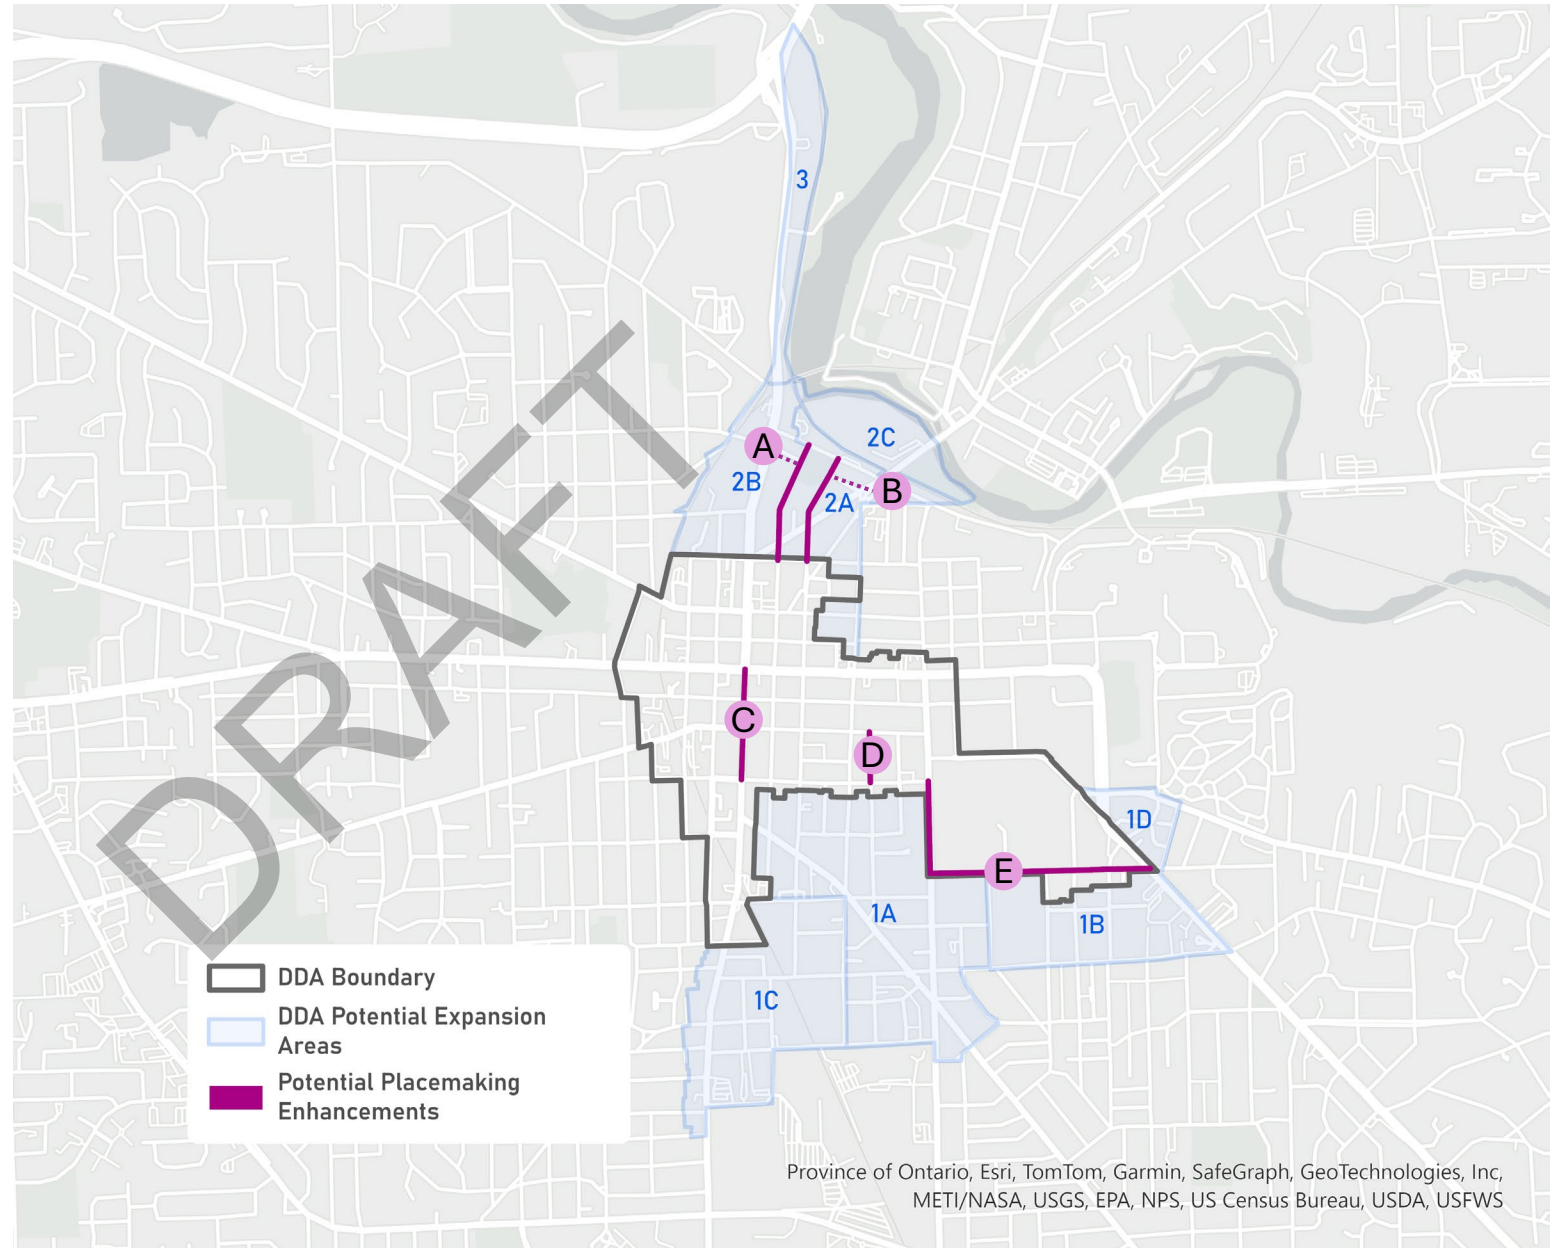 3
2C
A
2B
B
2A
C
D
1D
E
1A
1B
1C
DRAFT
DDA Boundary
DDA Potential Expansion
Areas
Potential Placemaking
Enhancements
Province of Ontario, Esri, TomTom, Garmin, SafeGraph, GeoTechnologies, Inc,
METI/NASA, USGS, EPA, NPS, US Census Bureau, USDA, USFWS